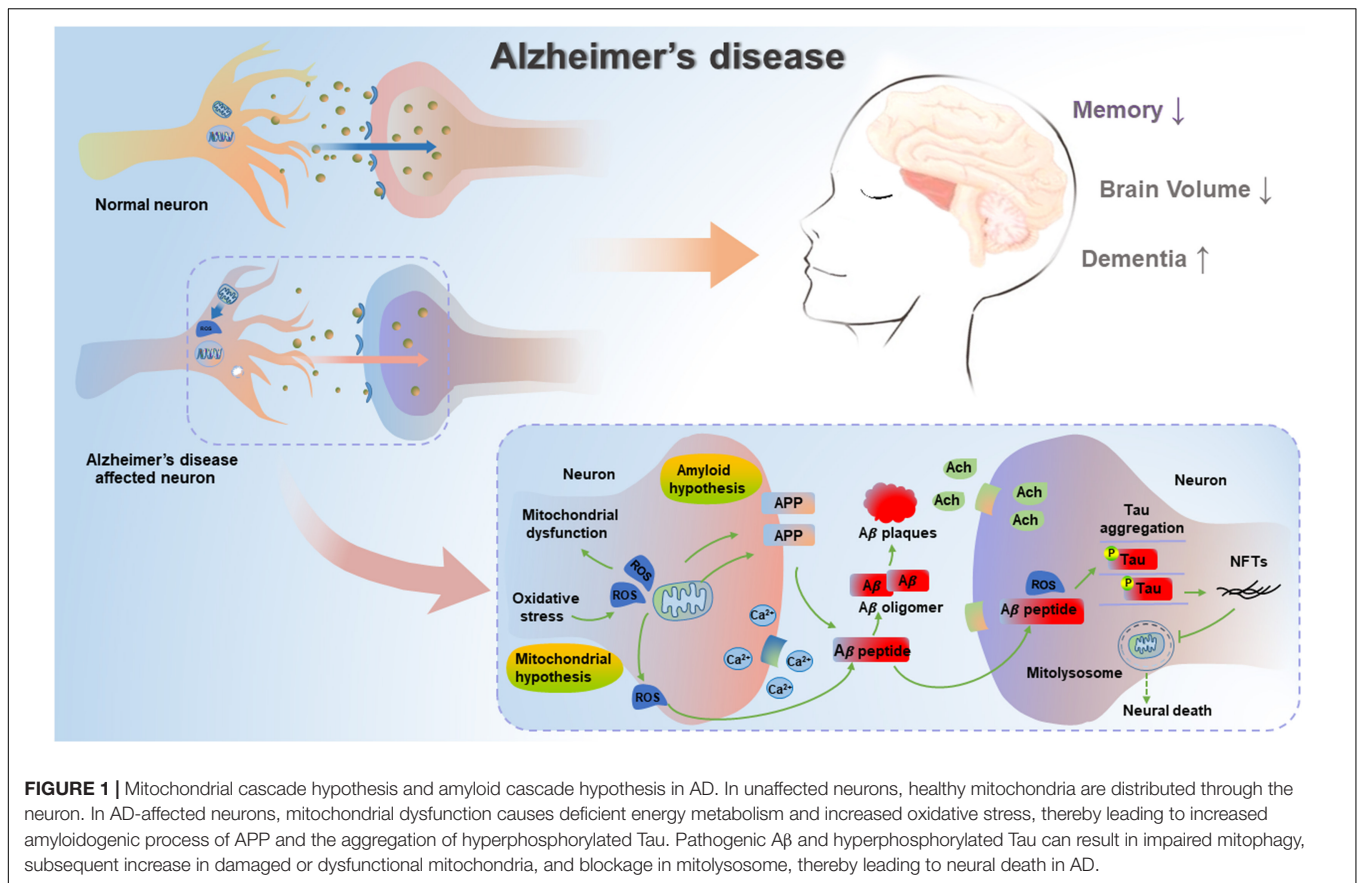 Alzheimer's disease
Normal neuron
Memory ↓
Brain Volume ↓
Dementia ↑
ROS
Alzheimer's disease
affected neuron
Neuron
Amyloid
hypothesis
Mitochondrial
dysfunction
APP
APP
ROS
ROS
Oxidative
stress
Mitochondrial
hypothesis
ROS
Ca²⁺
Ca²⁺
Ca²⁺
Ca²⁺
Aβ plaques
Aβ
Aβ
Aβ oligomer
Aβ peptide
Ach
Ach
Ach
Ach
Neuron
Tau
aggregation
P
Tau
P
Tau
NFTs
ROS
Aβ peptide
Mitolysosome
Neural death
FIGURE 1 | Mitochondrial cascade hypothesis and amyloid cascade hypothesis in AD. In unaffected neurons, healthy mitochondria are distributed through the
neuron. In AD-affected neurons, mitochondrial dysfunction causes deficient energy metabolism and increased oxidative stress, thereby leading to increased
amyloidogenic process of APP and the aggregation of hyperphosphorylated Tau. Pathogenic Aβ and hyperphosphorylated Tau can result in impaired mitophagy,
subsequent increase in damaged or dysfunctional mitochondria, and blockage in mitolysosome, thereby leading to neural death in AD.